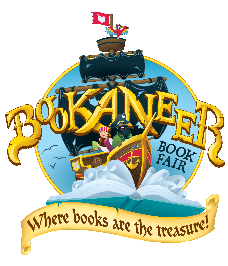 BOOKANEER
BOOK
FAIR
Where books are the treasure!